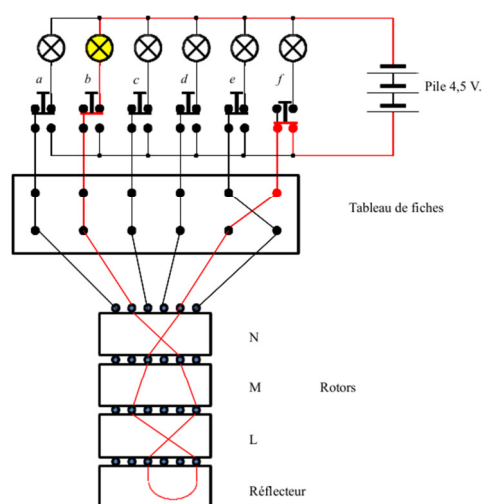 a b c d e f
Pile 4,5 V.
Tableau de fiches
N
M Rotors
L
Réflecteur